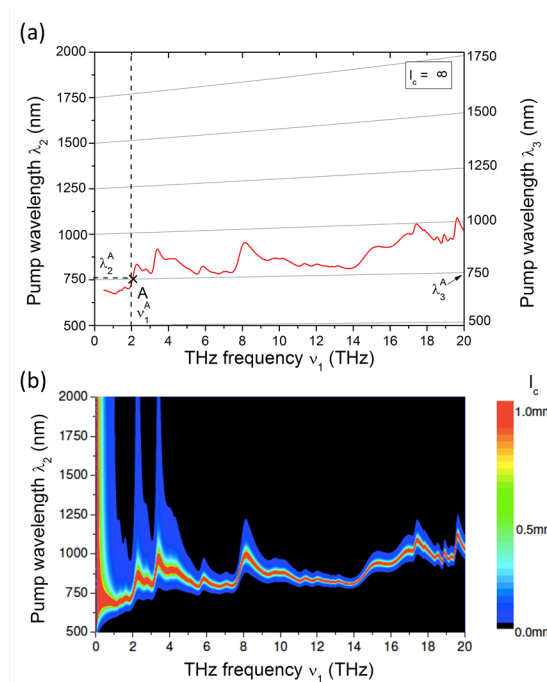 (a)
2000
1750
1500
1250
1000
750
500
Pump wavelength λ₂ (nm)
λ₂ᴬ
l꜀ = ∞
A
ν₁ᴬ
λ₃ᴬ
1750
1500
1250
1000
750
500
Pump wavelength λ₃ (nm)
0 2 4 6 8 10 12 14 16 18 20
THz frequency ν₁ (THz)
(b)
2000
1750
1500
1250
1000
750
500
Pump wavelength λ₂ (nm)
0 2 4 6 8 10 12 14 16 18 20
THz frequency ν₁ (THz)
l꜀
1.0mm
0.5mm
0.0mm